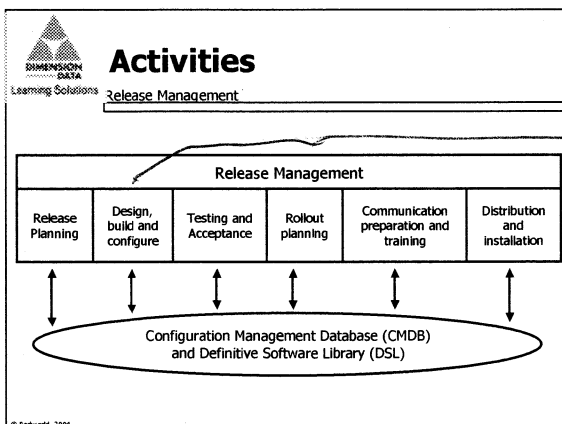 DIMENSION
DATA
Learning Solutions
Activities
Release Management
Release Management
Release
Planning
Design,
build and
configure
Testing and
Acceptance
Rollout
planning
Communication
preparation and
training
Distribution
and
installation
Configuration Management Database (CMDB)
and Definitive Software Library (DSL)
©